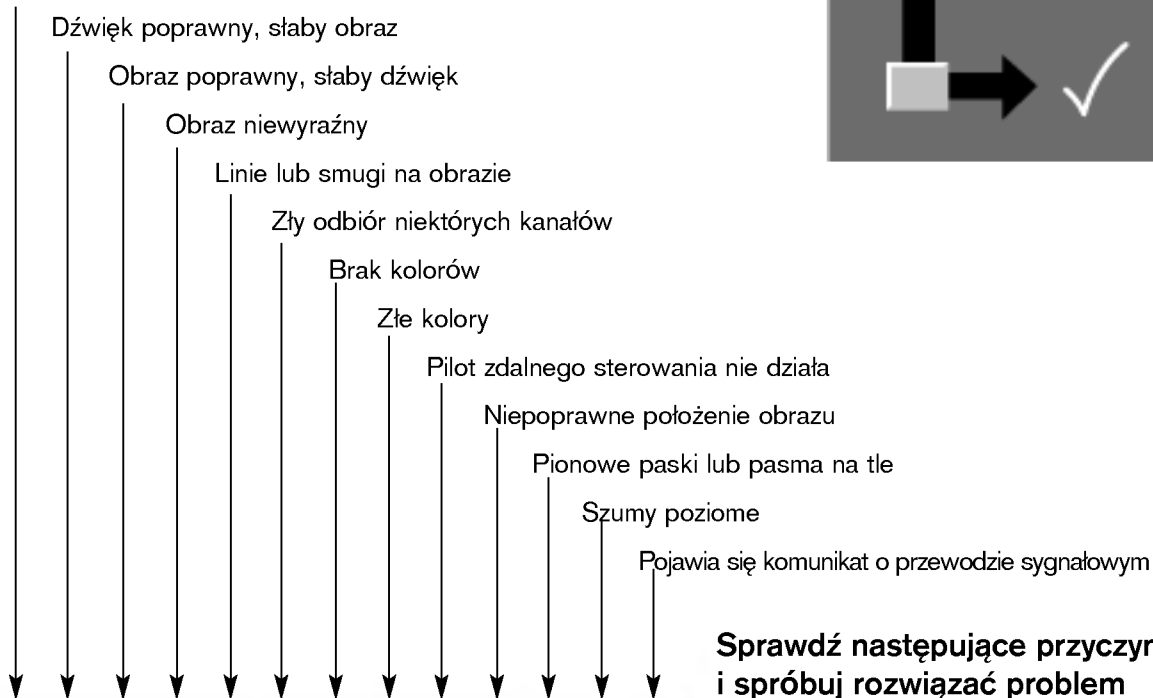 Dźwięk poprawny, słaby obraz
Obraz poprawny, słaby dźwięk
Obraz niewyraźny
Linie lub smugi na obrazie
Zły odbiór niektórych kanałów
Brak kolorów
Złe kolory
Pilot zdalnego sterowania nie działa
Niepoprawne położenie obrazu
Pionowe paski lub pasma na tle
Szumy poziome
Pojawia się komunikat o przewodzie sygnałowym
Sprawdź następujące
i spróbuj rozwiązać problem